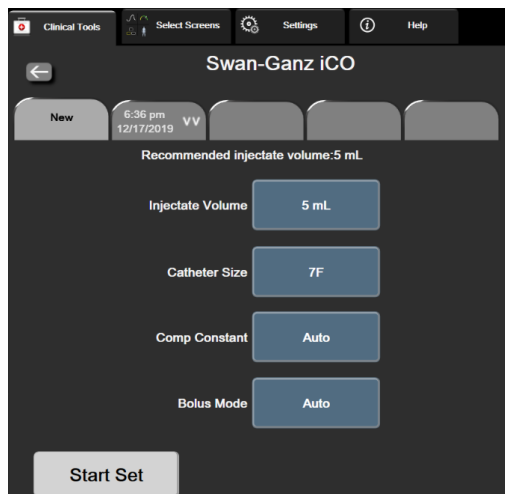 Clinical Tools
Select Screens
Settings
Help
Swan-Ganz iCO
New
6:36 pm
12/17/2019
Recommended injectate volume:5 mL
Injectate Volume
5 mL
Catheter Size
7F
Comp Constant
Auto
Bolus Mode
Auto
Start Set